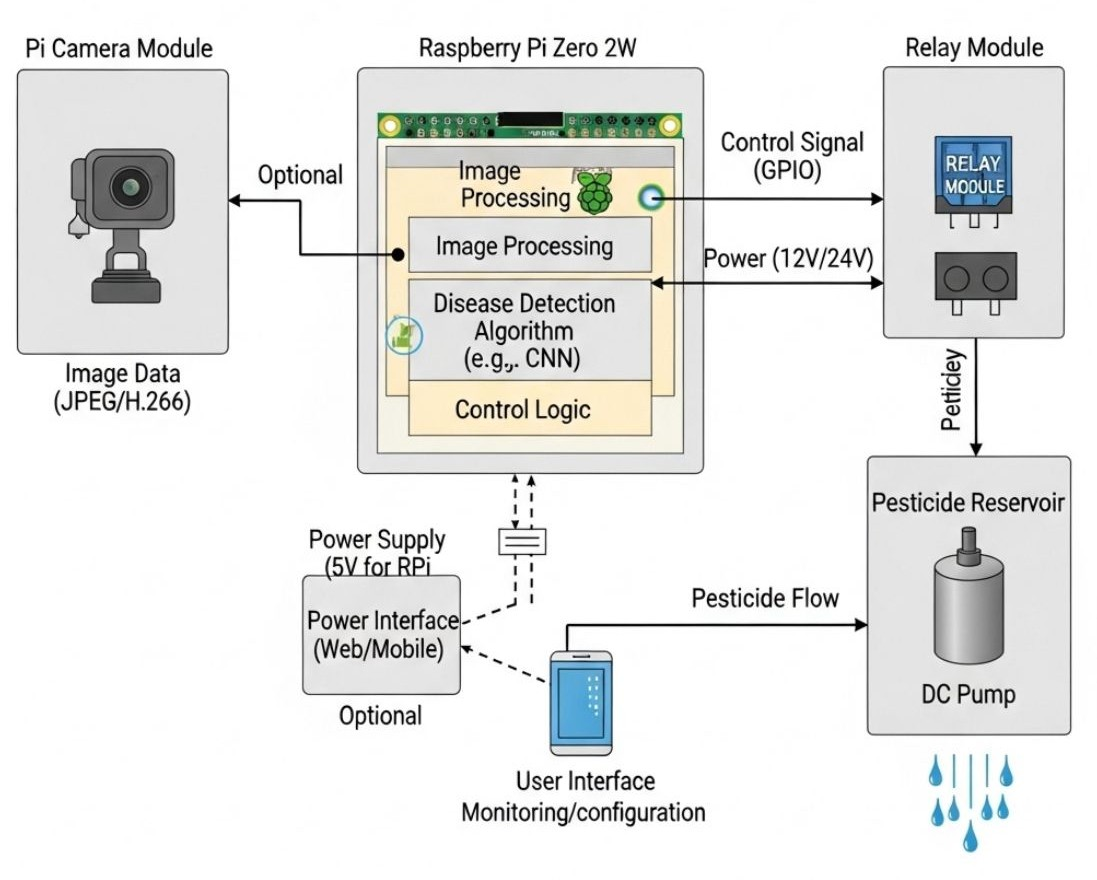 Pi Camera Module
Raspberry Pi Zero 2W
Relay Module
Optional
Image
Processing
Image Processing
Disease Detection
Algorithm
(e.g,. CNN)
Control Logic
Control Signal
(GPIO)
Power (12V/24V)
RELAY
MODULE
Image Data
(JPEG/H.266)
Petiidey
Pesticide Reservoir
DC Pump
Power Supply
(5V for RPi
Power Interface
(Web/Mobile)
Optional
Pesticide Flow
User Interface
Monitoring/configuration